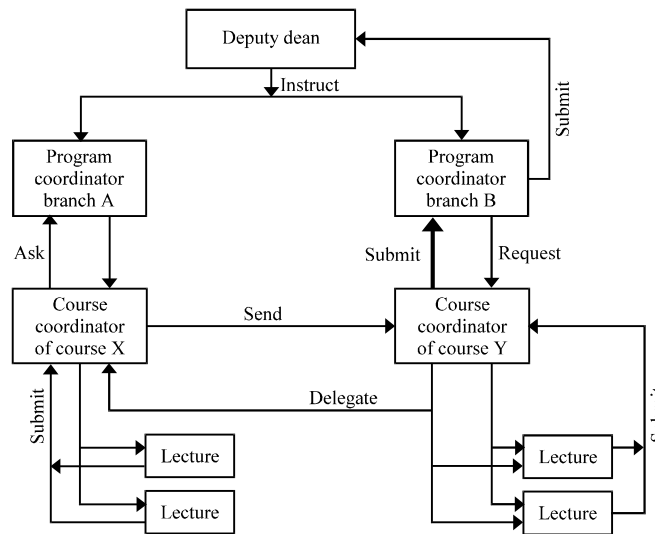 Deputy dean
Instruct
Submit
Program
coordinator
branch A
Program
coordinator
branch B
Ask
Submit
Request
Course
coordinator
of course X
Send
Course
coordinator
of course Y
Delegate
Submit
Lecture
Lecture
Lecture
Lecture